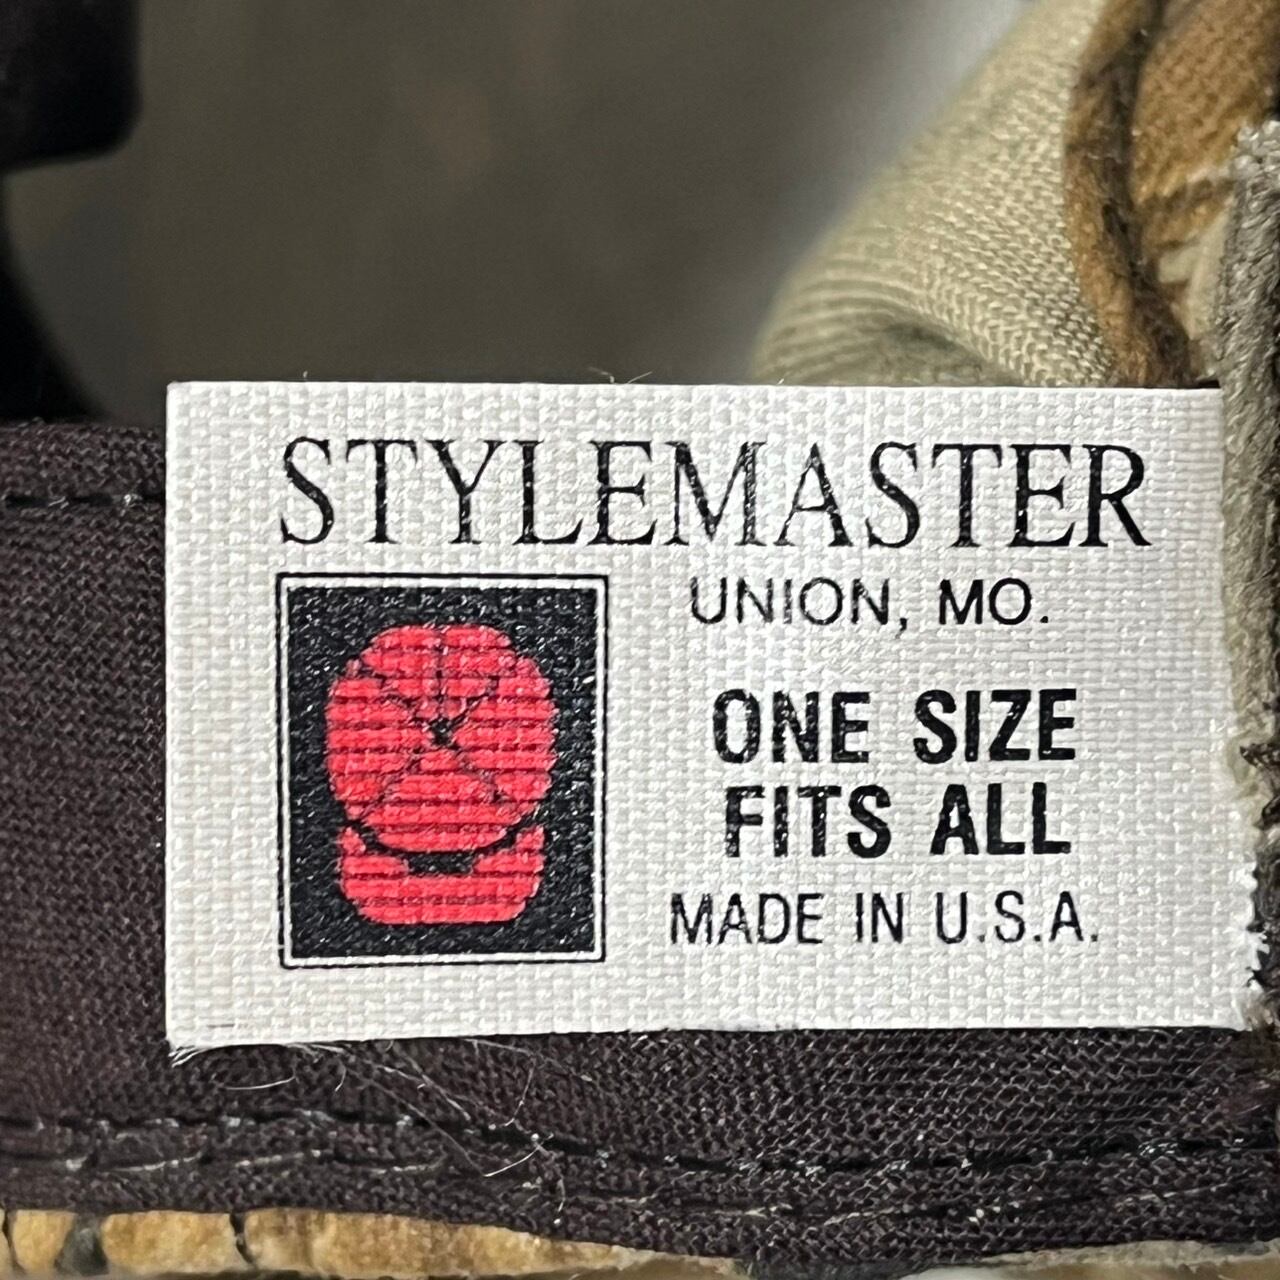 STYLEMASTER
UNION, MO.
ONE SIZE
FITS ALL
MADE IN U.S.A.